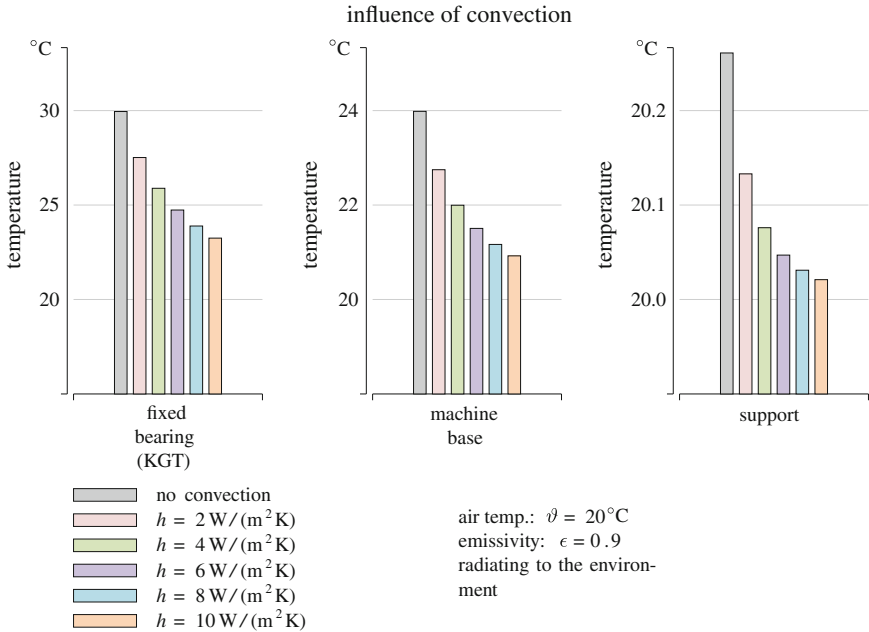 influence of convection
°C
30
25
20
temperature
fixed
bearing
(KGT)
°C
24
22
20
temperature
machine
base
°C
20.2
20.1
20.0
temperature
support
no convection
h = 2 W/(m²K)
h = 4 W/(m²K)
h = 6 W/(m²K)
h = 8 W/(m²K)
h = 10 W/(m²K)
air temp.: ϑ = 20°C
emissivity: ϵ = 0.9
radiating to the environ-
ment